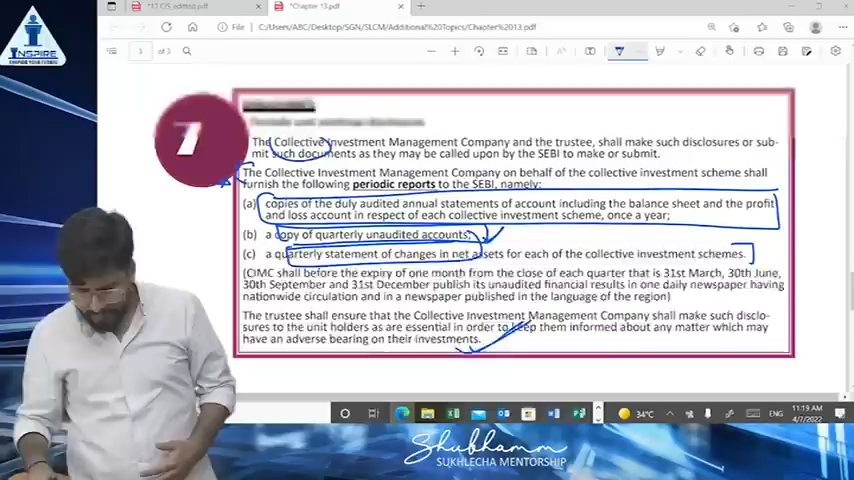 INSPIRE
*17 CIS_editted.pdf
*Chapter 13.pdf
C:/Users/ABC/Desktop/SGN/SLCM/Additional%20Topics/Chapter%2013.pdf
3 of 3
7
The Collective Investment Management Company and the trustee, shall make such disclosures or sub-
mit such documents as they may be called upon by the SEBI to make or submit.
The Collective Investment Management Company on behalf of the collective investment scheme shall
furnish the following periodic reports to the SEBI, namely:
(a) copies of the duly audited annual statements of account including the balance sheet and the profit
and loss account in respect of each collective investment scheme, once a year;
(b) a copy of quarterly unaudited accounts;
(c) a quarterly statement of changes in net assets for each of the collective investment schemes.
(CIMC shall before the expiry of one month from the close of each quarter that is 31st March, 30th June,
30th September and 31st December publish its unaudited financial results in one daily newspaper having
nationwide circulation and in a newspaper published in the language of the region)
The trustee shall ensure that the Collective Investment Management Company shall make such disclo-
sures to the unit holders as are essential in order to keep them informed about any matter which may
have an adverse bearing on their investments.
34°C
ENG
11:19 AM
4/7/2022
Shubhamm
SUKHLECHA MENTORSHIP